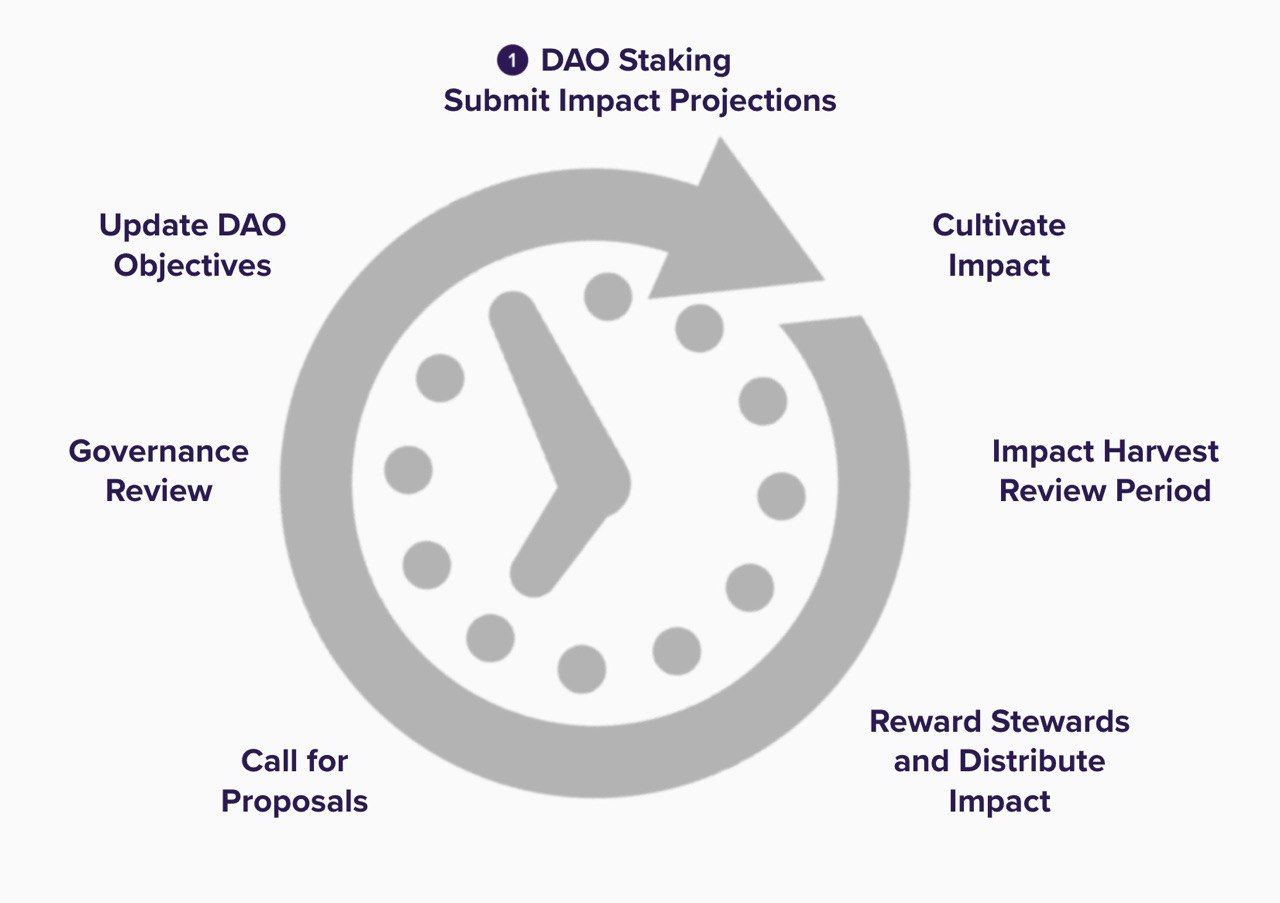 1 DAO Staking
Submit Impact Projections
Cultivate
Impact
Impact Harvest
Review Period
Reward Stewards
and Distribute
Impact
Call for
Proposals
Governance
Review
Update DAO
Objectives